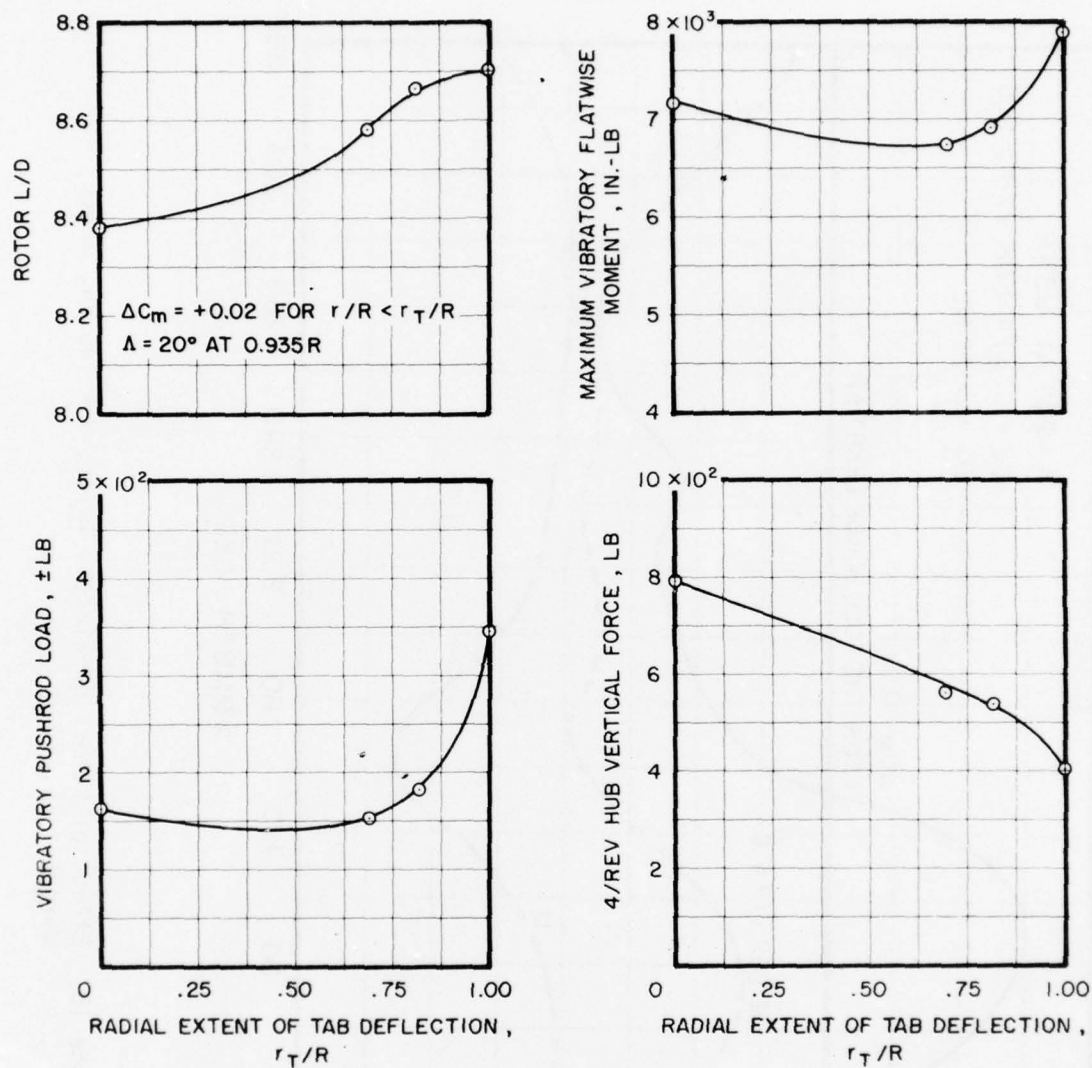 ROTOR L/D
8.8
8.6
8.4
8.2
8.0
ΔCm = +0.02 FOR r/R < rT/R
Λ = 20° AT 0.935R
MAXIMUM VIBRATORY FLATWISE
MOMENT, IN.-LB
8 × 10³
7
6
5
4
VIBRATORY PUSHROD LOAD, ±LB
5 × 10²
4
3
2
1
0 .25 .50 .75 1.00
RADIAL EXTENT OF TAB DEFLECTION,
rT/R
4/REV HUB VERTICAL FORCE, LB
10 × 10²
8
6
4
2
0 .25 .50 .75 1.00
RADIAL EXTENT OF TAB DEFLECTION,
rT/R